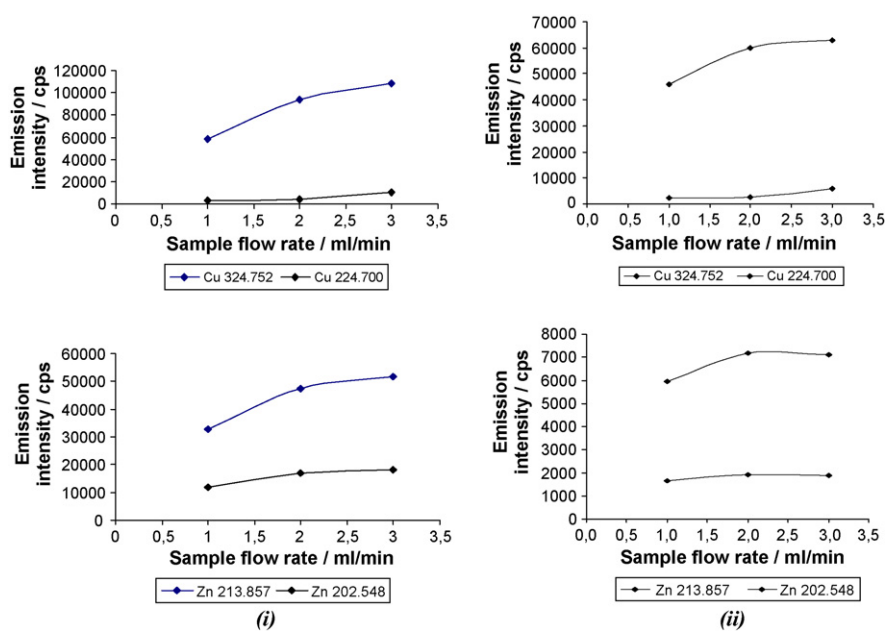 120000
100000
80000
60000
40000
20000
0
Emission
intensity / cps
0 0,5 1 1,5 2 2,5 3 3,5
Sample flow rate / ml/min
Cu 324.752 Cu 224.700
70000
60000
50000
40000
30000
20000
10000
0
Emission
intensity / cps
0,0 0,5 1,0 1,5 2,0 2,5 3,0 3,5
Sample flow rate / ml/min
Cu 324.752 Cu 224.700
60000
50000
40000
30000
20000
10000
0
Emission
intensity / cps
0 0,5 1 1,5 2 2,5 3 3,5
Sample flow rate / ml/min
Zn 213.857 Zn 202.548
(i)
8000
7000
6000
5000
4000
3000
2000
1000
0
Emission
intensity / cps
0,0 0,5 1,0 1,5 2,0 2,5 3,0 3,5
Sample flow rate / ml/min
Zn 213.857 Zn 202.548
(ii)